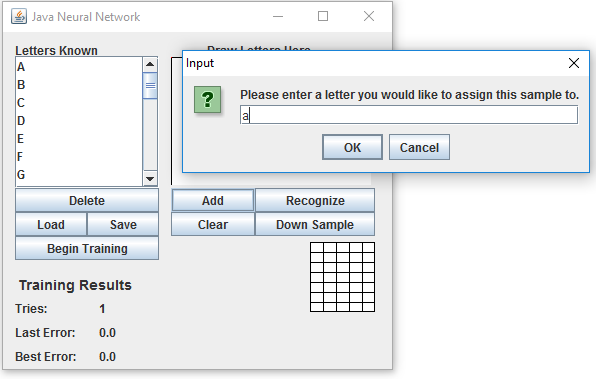 Java Neural Network
Letters Known
Draw Letters Here
A
B
C
D
E
F
G
Input
?
Please enter a letter you would like to assign this sample to.
a
OK Cancel
Delete
Add Recognize
Load Save
Clear Down Sample
Begin Training
Training Results
Tries: 1
Last Error: 0.0
Best Error: 0.0